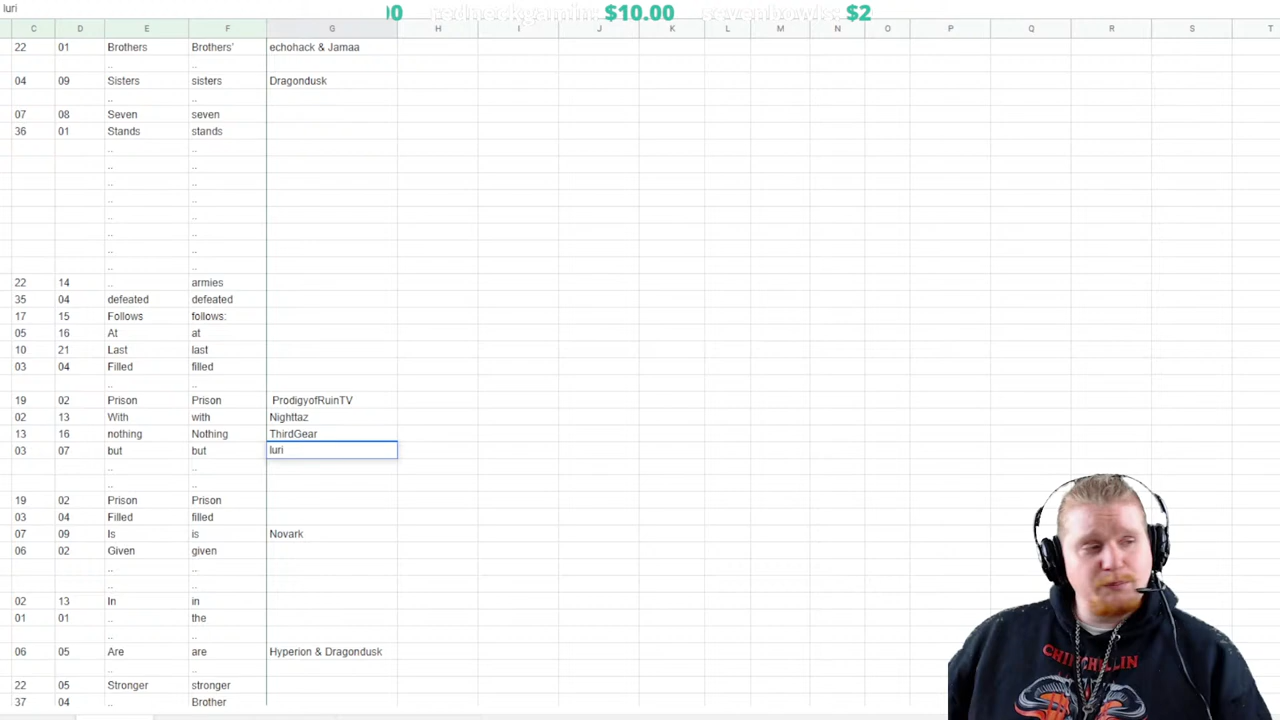 luri
00 redneckgamin: $10.00 sevenbowls: $2
C D E F G H I J K L M N O P Q R S T
22 01 Brothers Brothers' echohack & Jamaa
.. ..
04 09 Sisters sisters Dragondusk
.. ..
07 08 Seven seven
36 01 Stands stands
.. ..
.. ..
.. ..
.. ..
.. ..
.. ..
.. ..
.. ..
22 14 .. armies
35 04 defeated defeated
17 15 Follows follows:
05 16 At at
10 21 Last last
03 04 Filled filled
.. ..
19 02 Prison Prison ProdigyofRuinTV
02 13 With with Nighttaz
13 16 nothing Nothing ThirdGear
03 07 but but luri
.. ..
.. ..
19 02 Prison Prison
03 04 Filled filled
07 09 Is is Novark
06 02 Given given
.. ..
.. ..
02 13 In in
01 01 .. the
.. ..
06 05 Are are Hyperion & Dragondusk
.. ..
22 05 Stronger stronger
37 04 .. Brother
CHILLIN